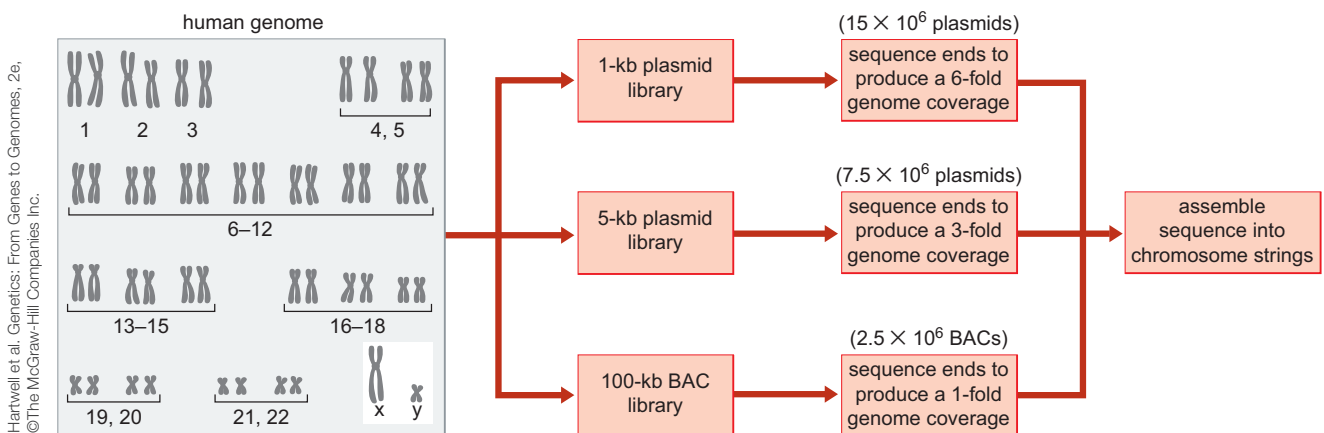 Hartwell et al. Genetics: From Genes to Genomes, 2e,
©The McGraw-Hill Companies Inc.
human genome
1
2
3
4, 5
6–12
13–15
16–18
19, 20
21, 22
x
y
1-kb plasmid
library
(15 × 10⁶ plasmids)
sequence ends to
produce a 6-fold
genome coverage
5-kb plasmid
library
(7.5 × 10⁶ plasmids)
sequence ends to
produce a 3-fold
genome coverage
100-kb BAC
library
(2.5 × 10⁶ BACs)
sequence ends to
produce a 1-fold
genome coverage
assemble
sequence into
chromosome strings